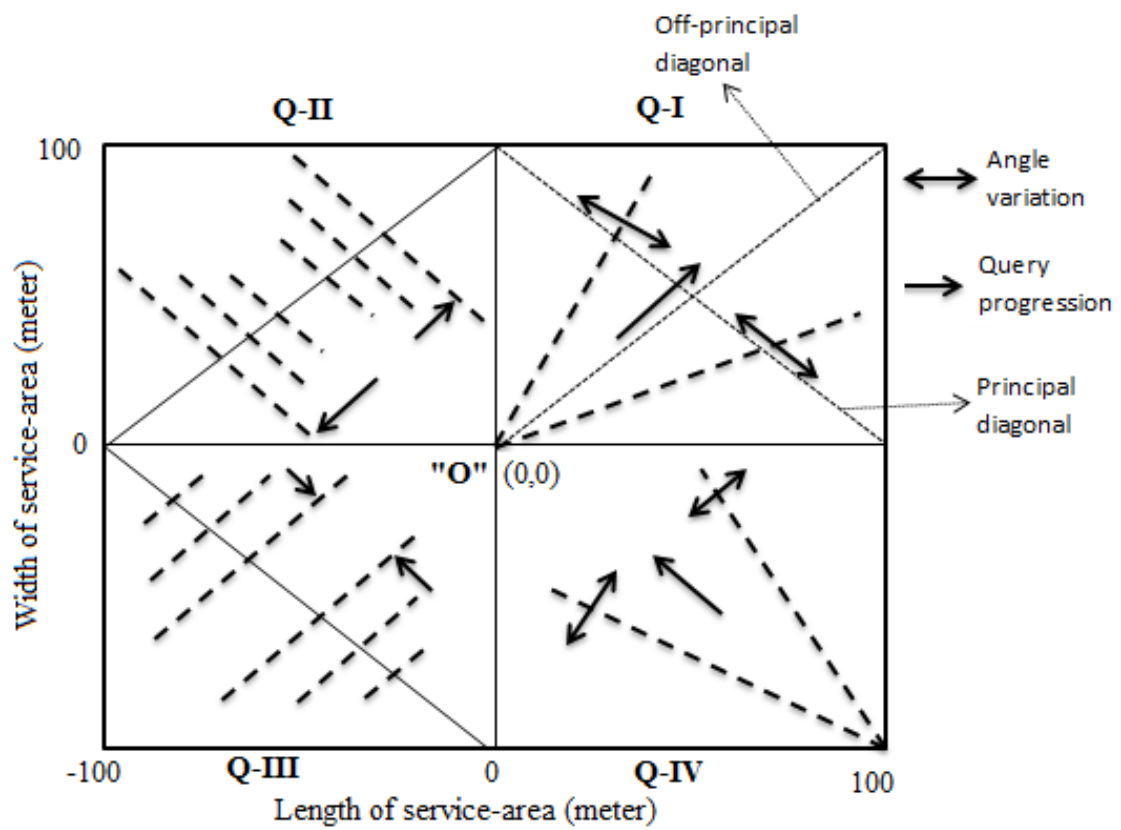 Off-principal
diagonal
Q-II
Q-I
100
Angle
variation
Query
progression
Principal
diagonal
0
"O" (0,0)
Width of service-area (meter)
-100
Q-III
0
Q-IV
100
Length of service-area (meter)